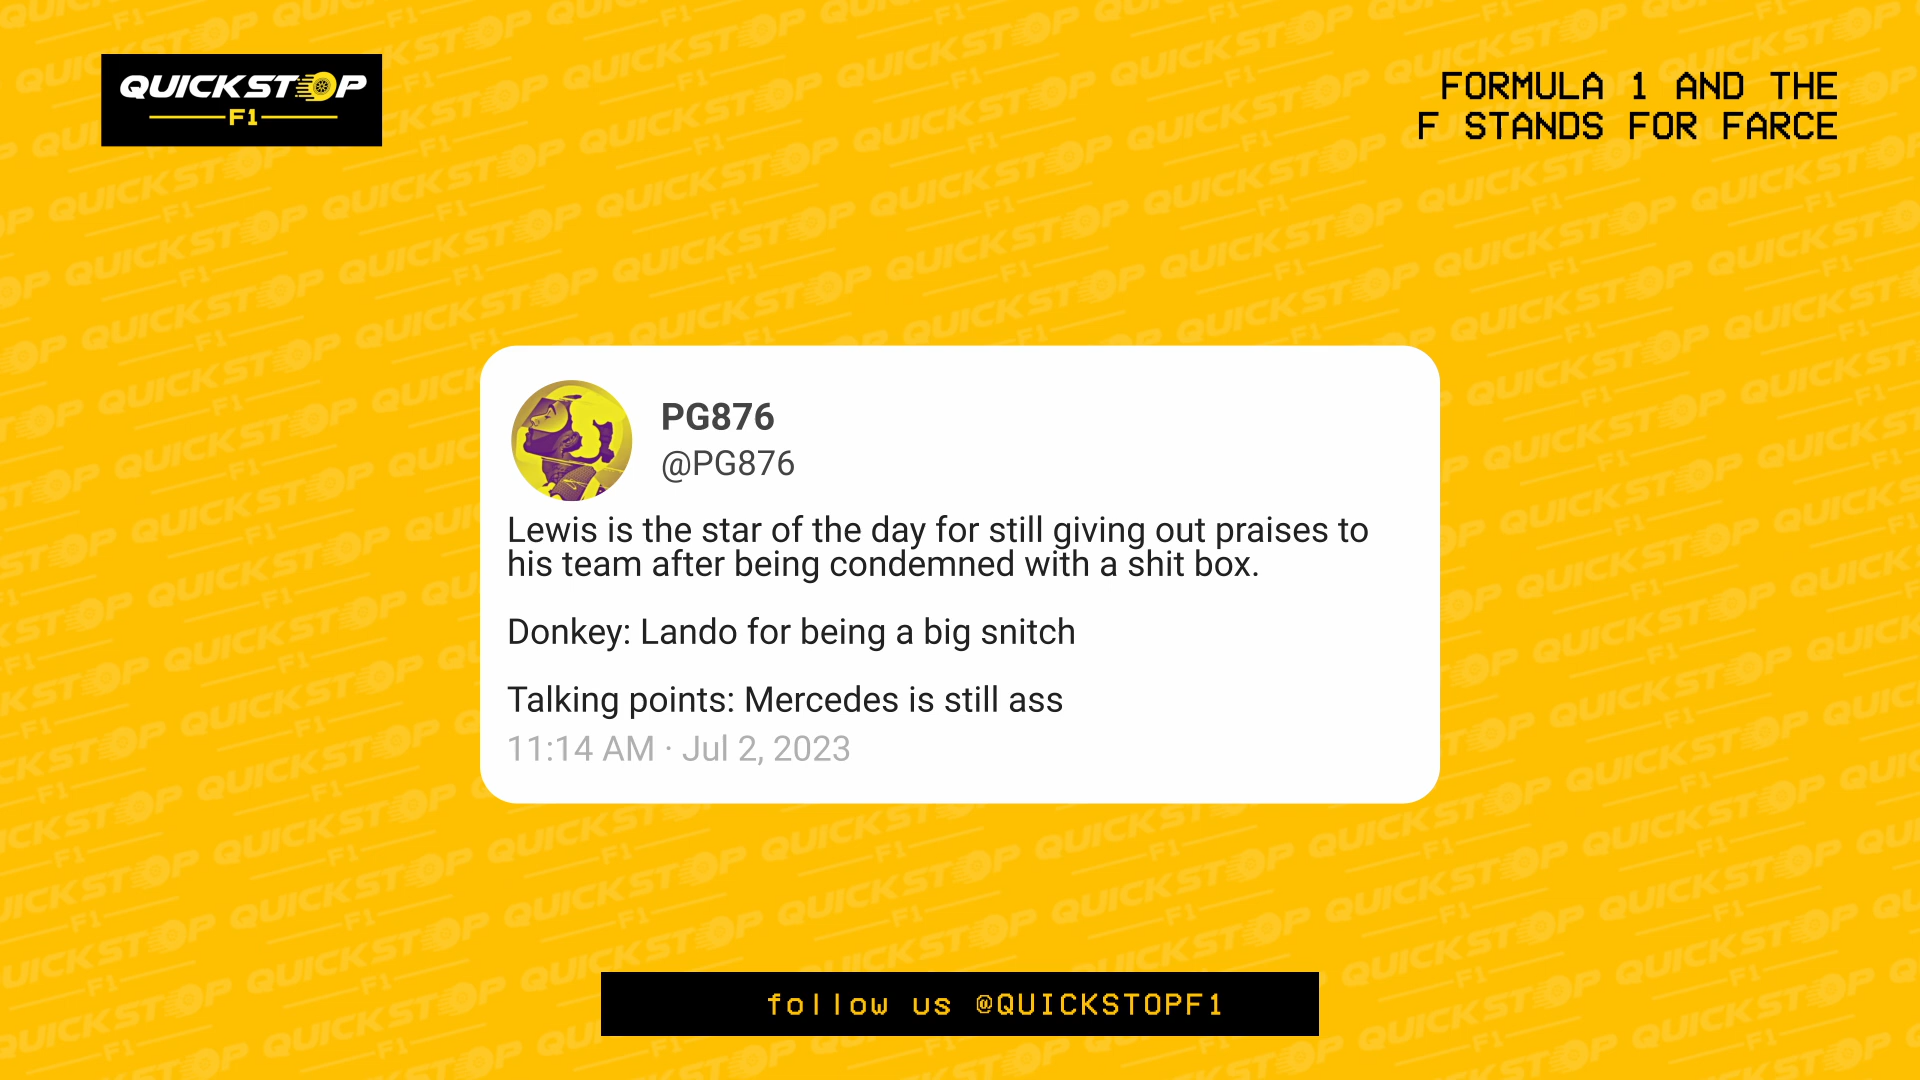 QUICKSTOP
F1
FORMULA 1 AND THE
F STANDS FOR FARCE
PG876
@PG876
Lewis is the star of the day for still giving out praises to
his team after being condemned with a shit box.
Donkey: Lando for being a big snitch
Talking points: Mercedes is still ass
11:14 AM · Jul 2, 2023
follow us @QUICKSTOPF1